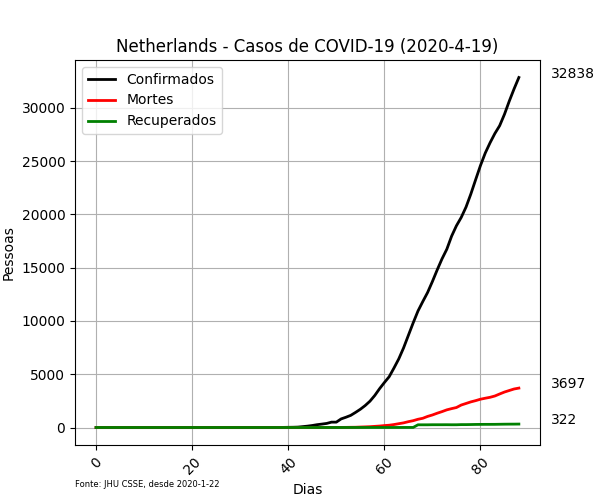 Netherlands - Casos de COVID-19 (2020-4-19)
Confirmados
Mortes
Recuperados
32838
3697
322
Pessoas
30000
25000
20000
15000
10000
5000
0
0
20
40
60
80
Dias
Fonte: JHU CSSE, desde 2020-1-22